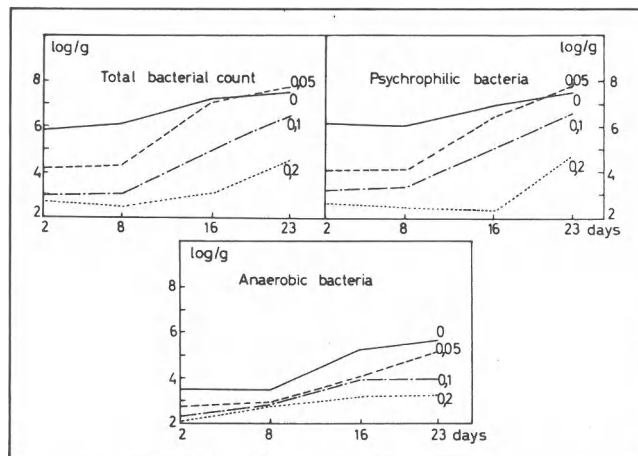 log/g
Total bacterial count
8
6
4
2
0,05
0
0,1
0,2
2 8 16 23 days
log/g
Psychrophilic bacteria
0,05
0
0,1
0,2
8
6
4
2
2 8 16 23 days
log/g
Anaerobic bacteria
8
6
4
2
0
0,05
0,1
0,2
2 8 16 23 days